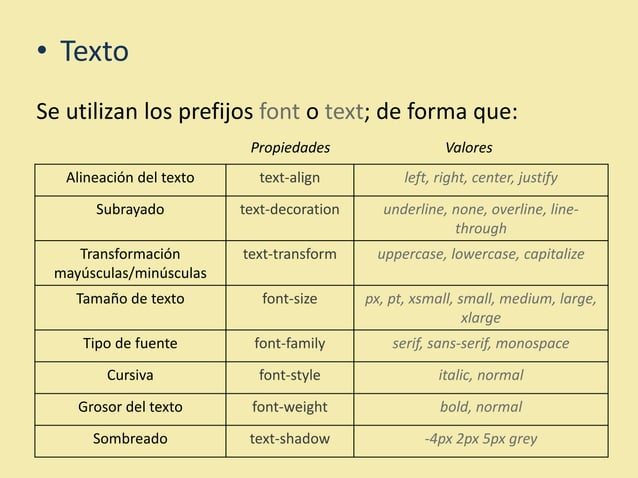 • Texto
Se utilizan los prefijos font o text; de forma que:
Propiedades Valores
Alineación del texto text-align left, right, center, justify
Subrayado text-decoration underline, none, overline, line-
through
Transformación
mayúsculas/minúsculas text-transform uppercase, lowercase, capitalize
Tamaño de texto font-size px, pt, xsmall, small, medium, large,
xlarge
Tipo de fuente font-family serif, sans-serif, monospace
Cursiva font-style italic, normal
Grosor del texto font-weight bold, normal
Sombreado text-shadow -4px 2px 5px grey